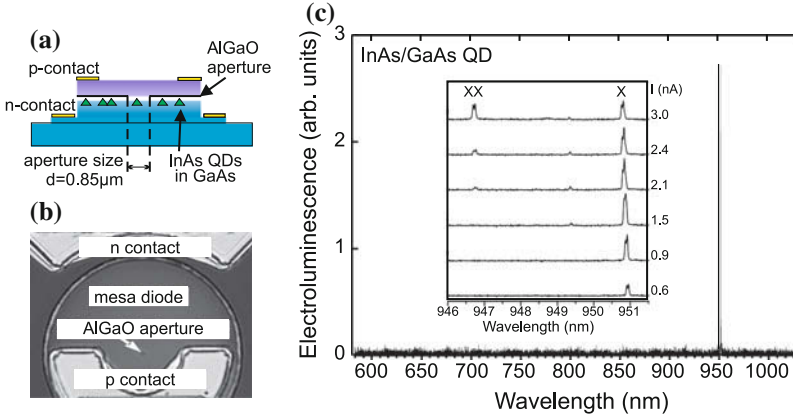 (a)
AlGaO
aperture
p-contact
n-contact
aperture size
d=0.85µm
InAs QDs
in GaAs
(b)
n contact
mesa diode
AlGaO aperture
p contact
(c)
Electroluminescence (arb. units)
3
2
1
0
InAs/GaAs QD
XX X I (nA)
3.0
2.4
2.1
1.5
0.9
0.6
946 947 948 949 950 951
Wavelength (nm)
600 700 750 800 850 900 950 1000
Wavelength (nm)